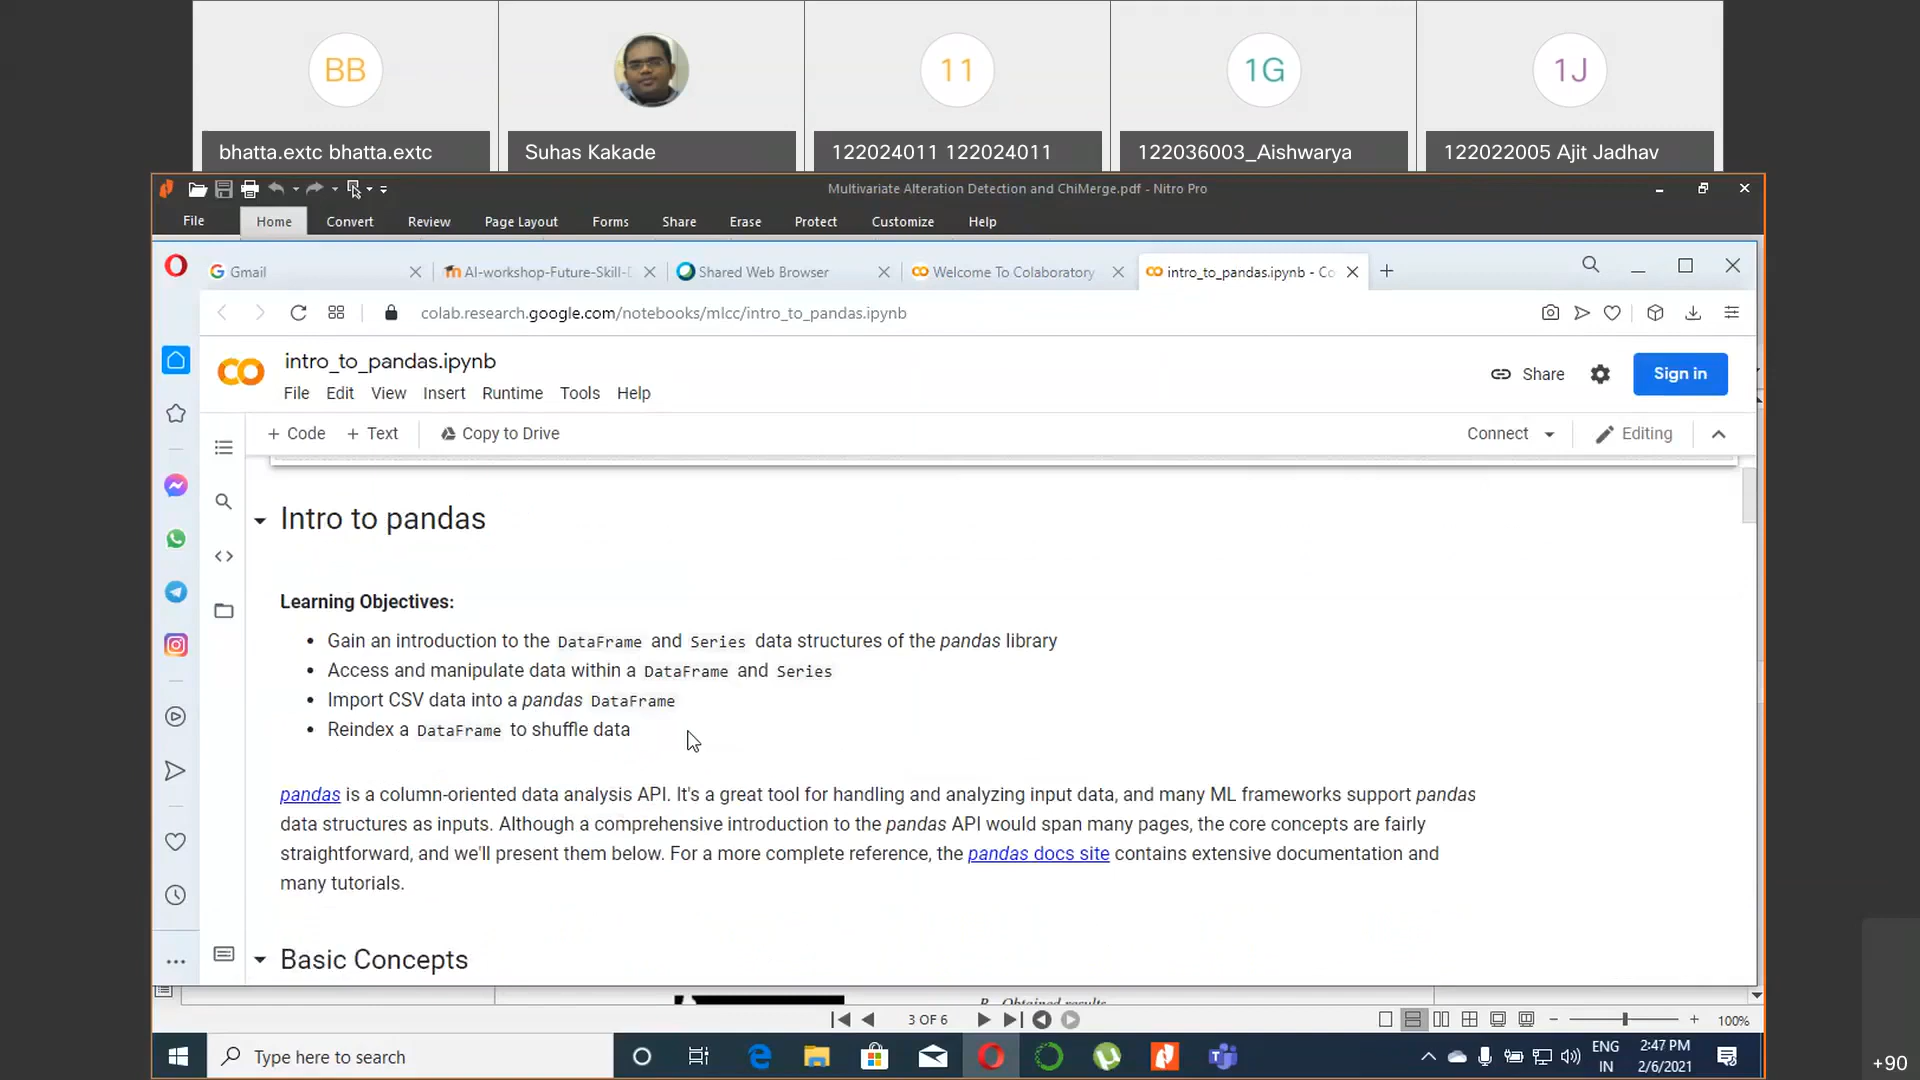 BB
11
1G
1J
bhatta.extc bhatta.extc
Suhas Kakade
122024011 122024011
122036003_Aishwarya
122022005 Ajit Jadhav
Multivariate Alteration Detection and ChiMerge.pdf - Nitro Pro
File
Home
Convert
Review
Page Layout
Forms
Share
Erase
Protect
Customize
Help
Gmail
AI-workshop-Future-Skill-
Shared Web Browser
Welcome To Colaboratory
intro_to_pandas.ipynb - Co
colab.research.google.com/notebooks/mlcc/intro_to_pandas.ipynb
intro_to_pandas.ipynb
File
Edit
View
Insert
Runtime
Tools
Help
Share
Sign in
+ Code
+ Text
Copy to Drive
Connect
Editing
Intro to pandas
Learning Objectives:
• Gain an introduction to the DataFrame and Series data structures of the pandas library
• Access and manipulate data within a DataFrame and Series
• Import CSV data into a pandas DataFrame
• Reindex a DataFrame to shuffle data
pandas is a column-oriented data analysis API. It's a great tool for handling and analyzing input data, and many ML frameworks support pandas
data structures as inputs. Although a comprehensive introduction to the pandas API would span many pages, the core concepts are fairly
straightforward, and we'll present them below. For a more complete reference, the pandas docs site contains extensive documentation and
many tutorials.
Basic Concepts
B. Obtained results
3 OF 6
100%
Type here to search
ENG
IN
2:47 PM
2/6/2021
+90